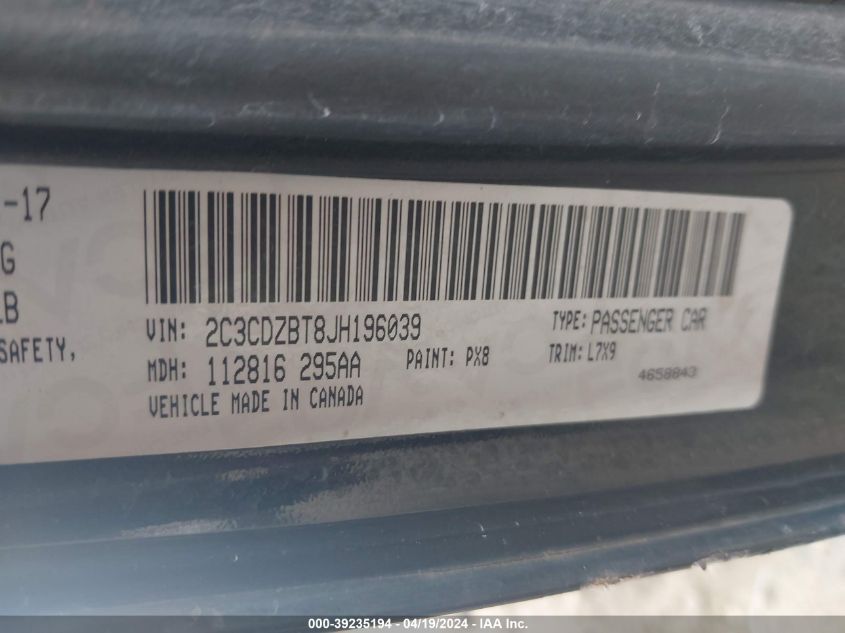 -17
G
LB
SAFETY,
VIN: 2C3CDZBT8JH196039
TYPE: PASSENGER CAR
MDH: 112816 295AA
PAINT: PX8
TRIM: L7X9
VEHICLE MADE IN CANADA
4658843
000-39235194 - 04/19/2024 - IAA Inc.